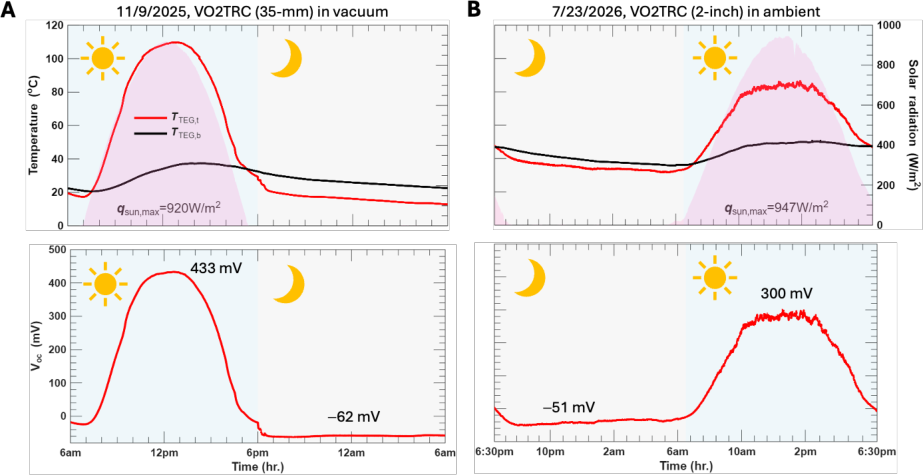 A
11/9/2025, VO2TRC (35-mm) in vacuum
120
100
80
60
40
20
0
Temperature (°C)
T TEG,t
T TEG,b
qsun,max=920W/m2
500
400
300
200
100
0
Voc (mV)
433 mV
−62 mV
6am 12pm 6pm 12am 6am
Time (hr.)
B
7/23/2026, VO2TRC (2-inch) in ambient
1000
800
600
400
200
0
Solar radiation (W/m2)
qsun,max=947W/m2
300 mV
−51 mV
6:30pm 10pm 2am 6am 10am 2pm 6:30pm
Time (hr.)